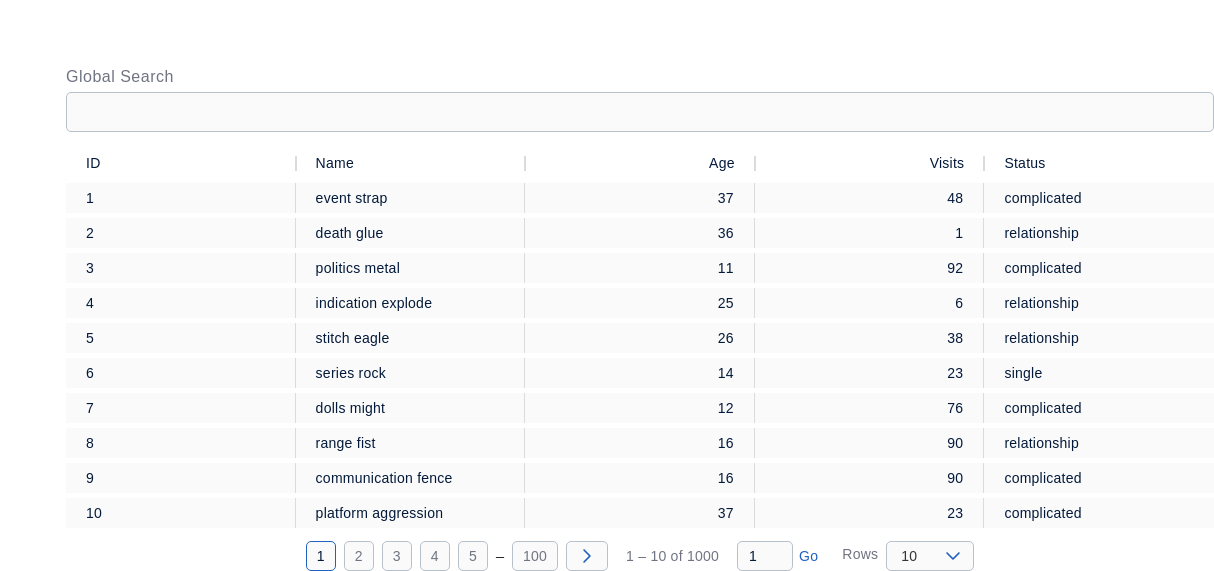 Global Search
ID Name Age Visits Status
1 event strap 37 48 complicated
2 death glue 36 1 relationship
3 politics metal 11 92 complicated
4 indication explode 25 6 relationship
5 stitch eagle 26 38 relationship
6 series rock 14 23 single
7 dolls might 12 76 complicated
8 range fist 16 90 relationship
9 communication fence 16 90 complicated
10 platform aggression 37 23 complicated
1 2 3 4 5 – 100 1 – 10 of 1000 1 Go Rows 10